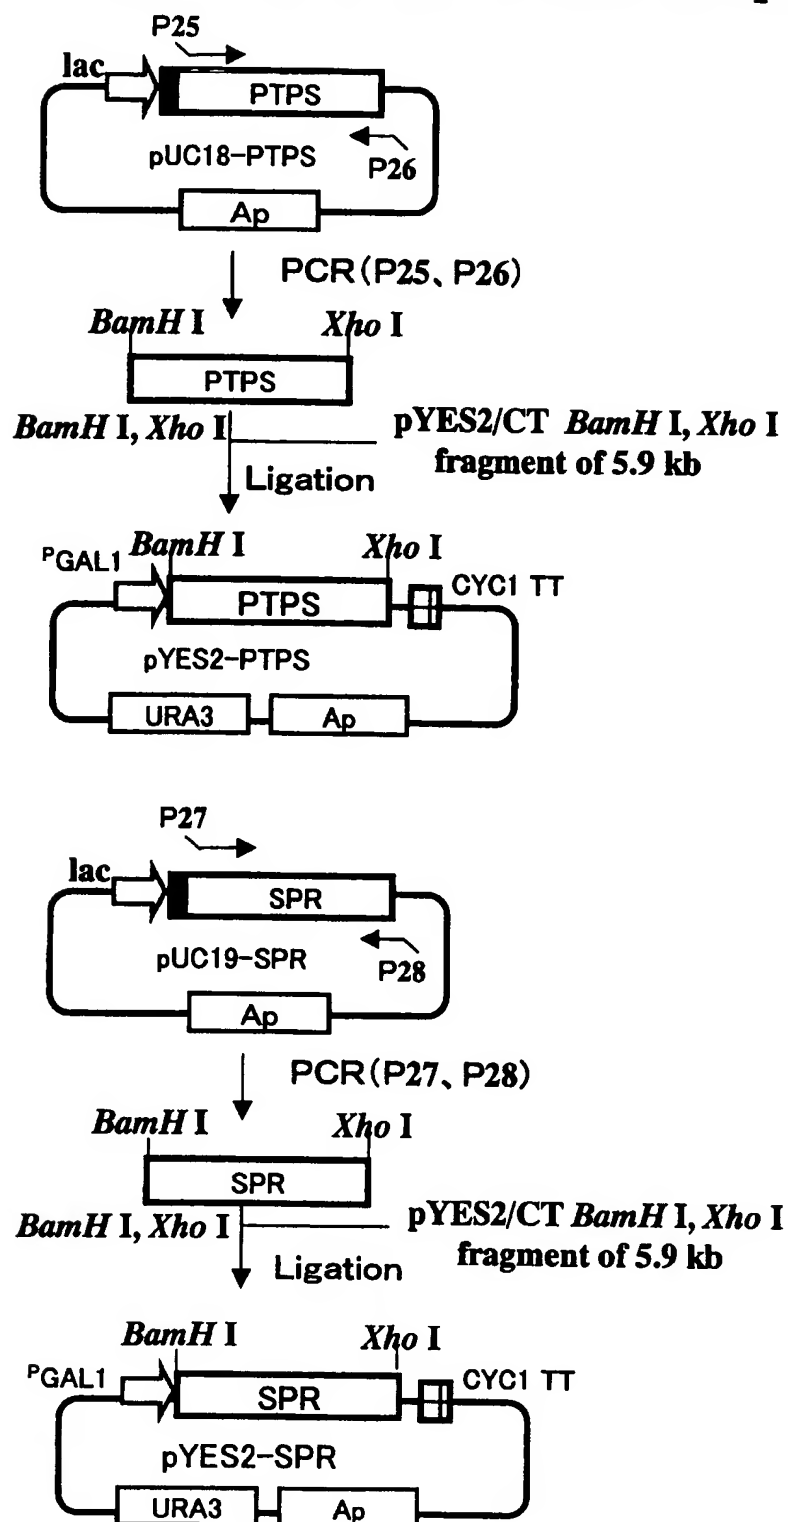 P25
lac
PTPS
pUC18-PTPS
P26
Ap
PCR(P25、P26)
BamH I Xho I
PTPS
BamH I, Xho I
pYES2/CT BamH I, Xho I
fragment of 5.9 kb
Ligation
PGAL1 BamH I Xho I CYC1 TT
PTPS
pYES2-PTPS
URA3 Ap
P27
lac
SPR
pUC19-SPR
P28
Ap
PCR(P27、P28)
BamH I Xho I
SPR
BamH I, Xho I
pYES2/CT BamH I, Xho I
fragment of 5.9 kb
Ligation
BamH I Xho I
PGAL1 CYC1 TT
SPR
pYES2-SPR
URA3 Ap